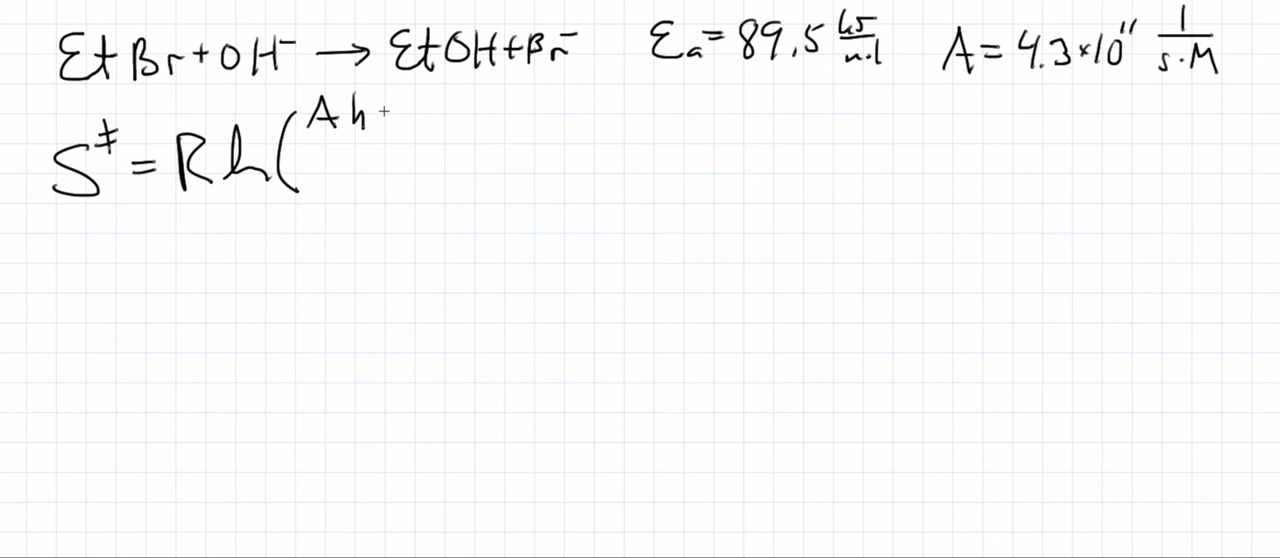 EtBr + OH⁻ → EtOH + Br⁻ Eₐ = 89.5 kJ/mol A = 4.3×10¹¹ 1/s·M
S‡ = R ln( Ah